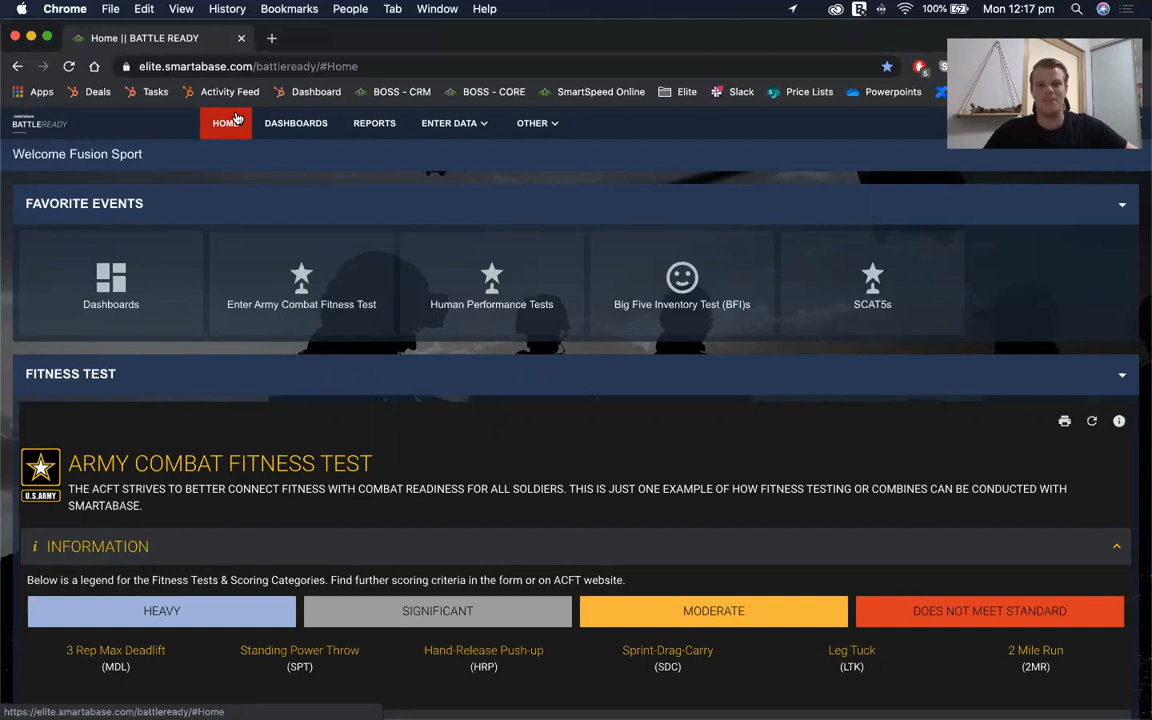 Chrome File Edit View History Bookmarks People Tab Window Help 100% Mon 12:17 pm
Home || BATTLE READY
elite.smartabase.com/battleready/#Home
Apps Deals Tasks Activity Feed Dashboard BOSS - CRM BOSS - CORE SmartSpeed Online Elite Slack Price Lists Powerpoints
BATTLEREADY HOME DASHBOARDS REPORTS ENTER DATA OTHER
Welcome Fusion Sport
FAVORITE EVENTS
Dashboards Enter Army Combat Fitness Test Human Performance Tests Big Five Inventory Test (BFI)s SCAT5s
FITNESS TEST
ARMY COMBAT FITNESS TEST
U.S.ARMY
THE ACFT STRIVES TO BETTER CONNECT FITNESS WITH COMBAT READINESS FOR ALL SOLDIERS. THIS IS JUST ONE EXAMPLE OF HOW FITNESS TESTING OR COMBINES CAN BE CONDUCTED WITH
SMARTABASE.
i INFORMATION
Below is a legend for the Fitness Tests & Scoring Categories. Find further scoring criteria in the form or on ACFT website.
HEAVY SIGNIFICANT MODERATE DOES NOT MEET STANDARD
3 Rep Max Deadlift Standing Power Throw Hand-Release Push-up Sprint-Drag-Carry Leg Tuck 2 Mile Run
(MDL) (SPT) (HRP) (SDC) (LTK) (2MR)
https://elite.smartabase.com/battleready/#Home